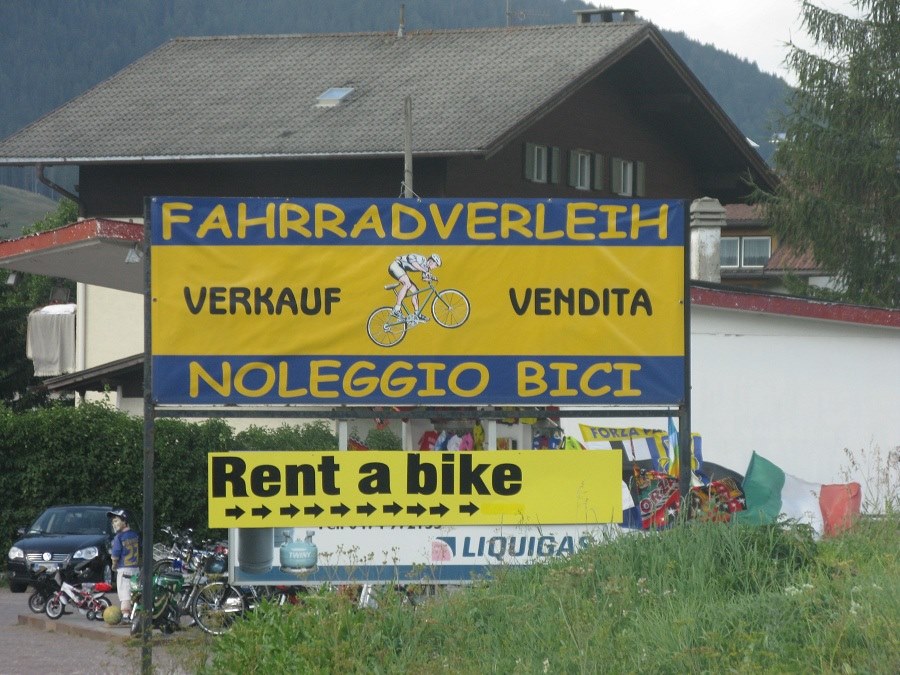 FAHRRADVERLEIH
VERKAUF VENDITA
NOLEGGIO BICI
FORZA
Rent a bike
LIQUIGAS